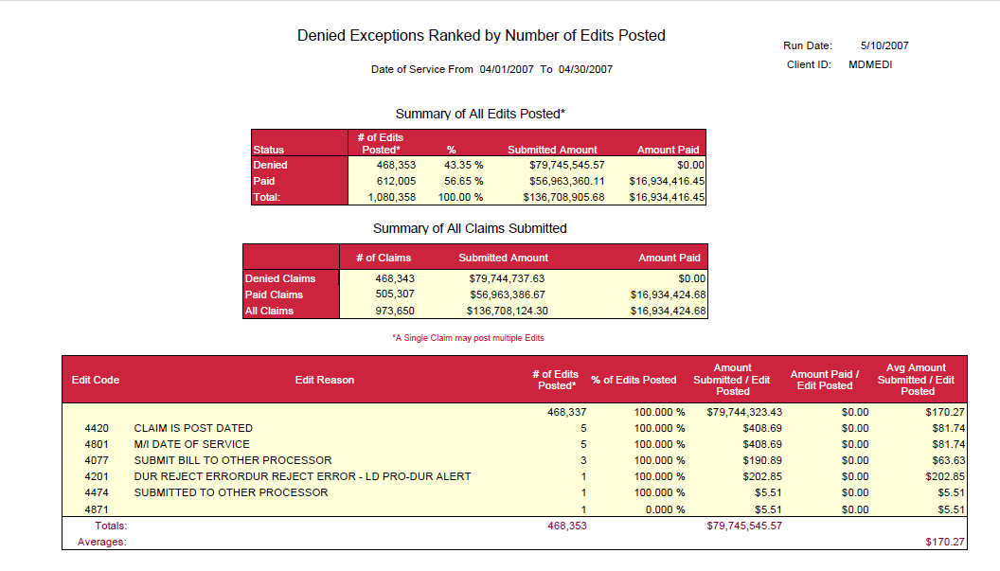 Denied Exceptions Ranked by Number of Edits Posted
Run Date: 5/10/2007
Date of Service From 04/01/2007 To 04/30/2007
Client ID: MDMEDI
Summary of All Edits Posted*
Status # of Edits Posted* % Submitted Amount Amount Paid
Denied 468,353 43.35 % $79,745,545.57 $0.00
Paid 612,005 56.65 % $56,963,360.11 $16,934,416.45
Total: 1,080,358 100.00 % $136,708,905.68 $16,934,416.45
Summary of All Claims Submitted
# of Claims Submitted Amount Amount Paid
Denied Claims 468,343 $79,744,737.63 $0.00
Paid Claims 505,307 $56,963,386.67 $16,934,424.68
All Claims 973,650 $136,708,124.30 $16,934,424.68
*A Single Claim may post multiple Edits
Edit Code Edit Reason # of Edits Posted* % of Edits Posted Amount Submitted / Edit Posted Amount Paid / Edit Posted Avg Amount Submitted / Edit Posted
468,337 100.000 % $79,744,323.43 $0.00 $170.27
4420 CLAIM IS POST DATED 5 100.000 % $408.69 $0.00 $81.74
4801 M/I DATE OF SERVICE 5 100.000 % $408.69 $0.00 $81.74
4077 SUBMIT BILL TO OTHER PROCESSOR 3 100.000 % $190.89 $0.00 $63.63
4201 DUR REJECT ERRORDUR REJECT ERROR - LD PRO-DUR ALERT 1 100.000 % $202.85 $0.00 $202.85
4474 SUBMITTED TO OTHER PROCESSOR 1 100.000 % $5.51 $0.00 $5.51
4871 1 0.000 % $5.51 $0.00 $5.51
Totals: 468,353 $79,745,545.57
Averages: $170.27